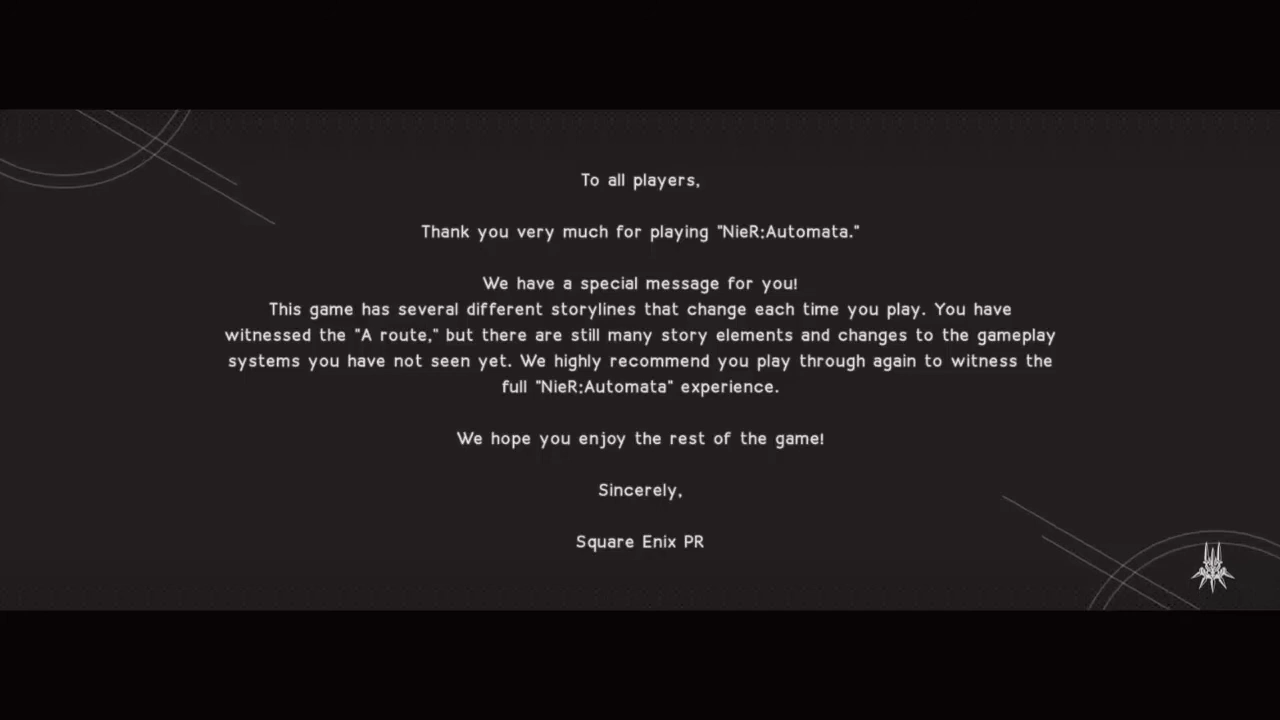 To all players,
Thank you very much for playing "NieR:Automata."
We have a special message for you!
This game has several different storylines that change each time you play. You have
witnessed the "A route," but there are still many story elements and changes to the gameplay
systems you have not seen yet. We highly recommend you play through again to witness the
full "NieR:Automata" experience.
We hope you enjoy the rest of the game!
Sincerely,
Square Enix PR